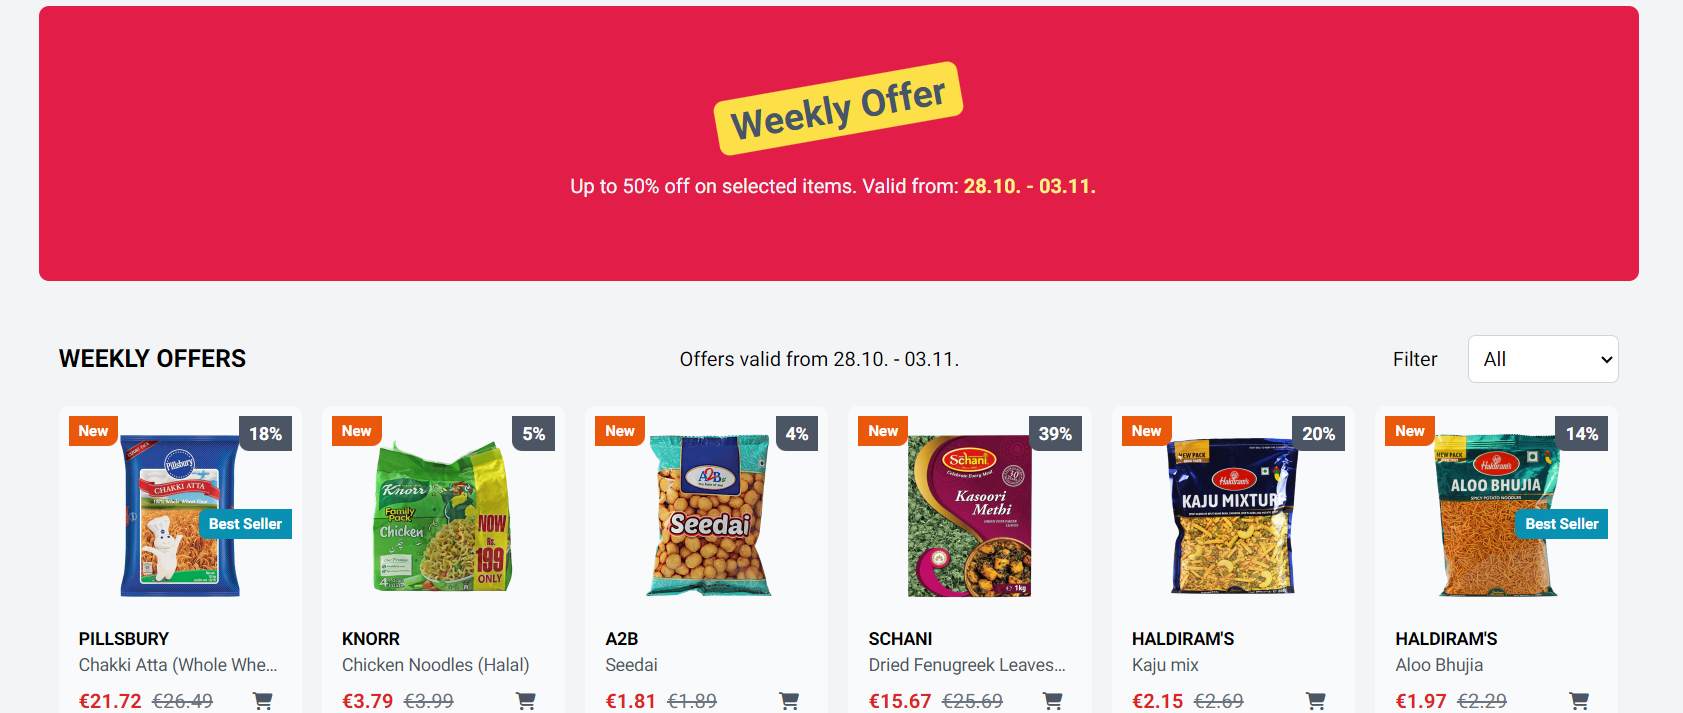 Weekly Offer
Up to 50% off on selected items. Valid from: 28.10. - 03.11.
WEEKLY OFFERS
Offers valid from 28.10. - 03.11.
Filter
All
New
18%
Pillsbury
CHAKKI ATTA
Best Seller
PILLSBURY
Chakki Atta (Whole Whe...
€21.72 €26.49
New
5%
Knorr
Family
Pack
Chicken
NOW
Rs.
199
ONLY
KNORR
Chicken Noodles (Halal)
€3.79 €3.99
New
4%
A2B
Seedai
A2B
Seedai
€1.81 €1.89
New
39%
Schani
Kasoori
Methi
1kg
SCHANI
Dried Fenugreek Leaves...
€15.67 €25.69
New
20%
NEW PACK
Haldiram's
KAJU MIXTUR
HALDIRAM'S
Kaju mix
€2.15 €2.69
New
14%
NEW PACK
Haldiram's
ALOO BHUJIA
SPICY POTATO NOODLES
Best Seller
HALDIRAM'S
Aloo Bhujia
€1.97 €2.29